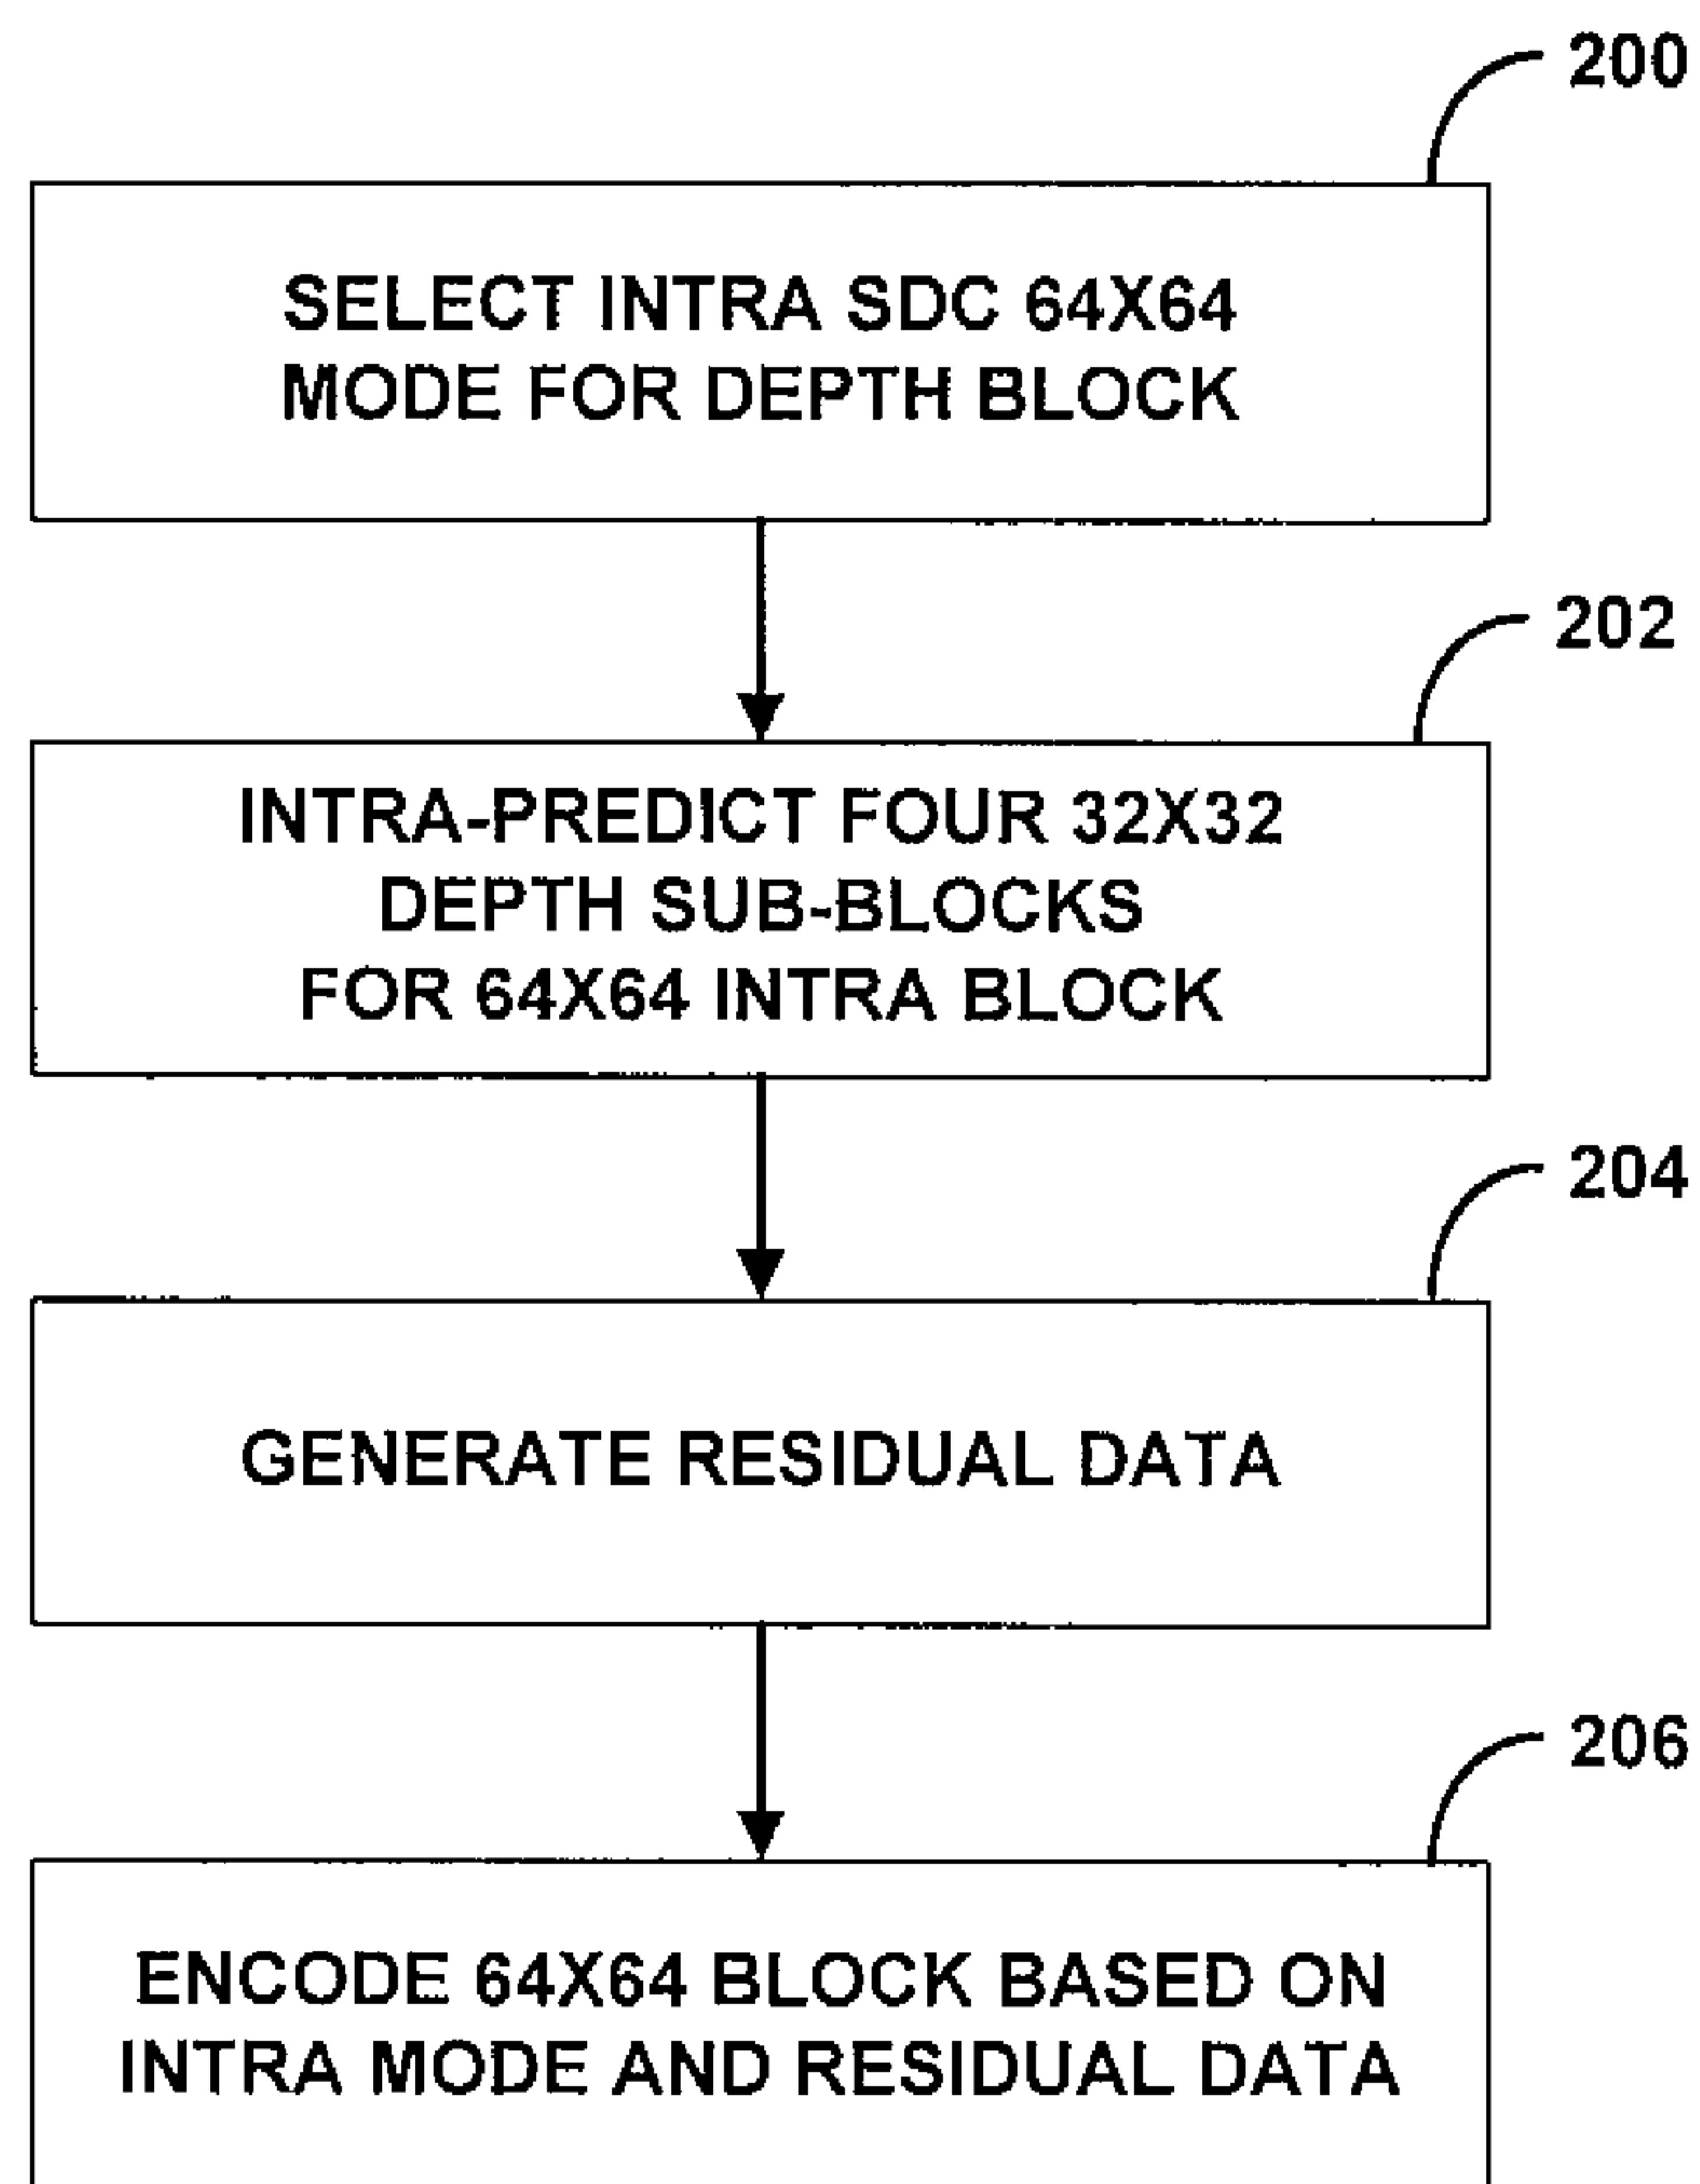 200
SELECT INTRA SDC 64X64
MODE FOR DEPTH BLOCK
202
INTRA-PREDICT FOUR 32X32
DEPTH SUB-BLOCKS
FOR 64X64 INTRA BLOCK
204
GENERATE RESIDUAL DATA
206
ENCODE 64X64 BLOCK BASED ON
INTRA MODE AND RESIDUAL DATA